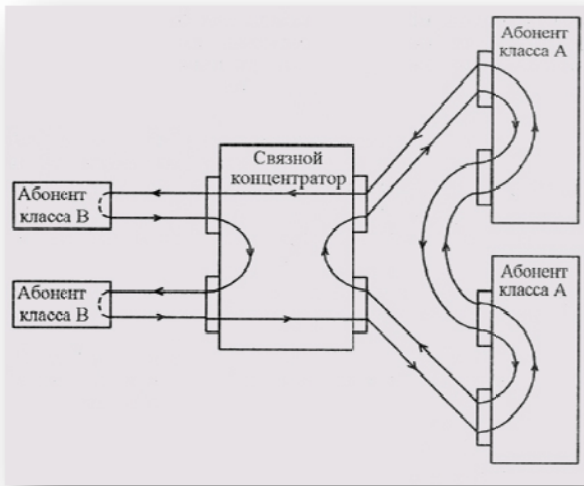 Абонент
класса А
Связной
концентратор
Абонент
класса В
Абонент
класса В
Абонент
класса А